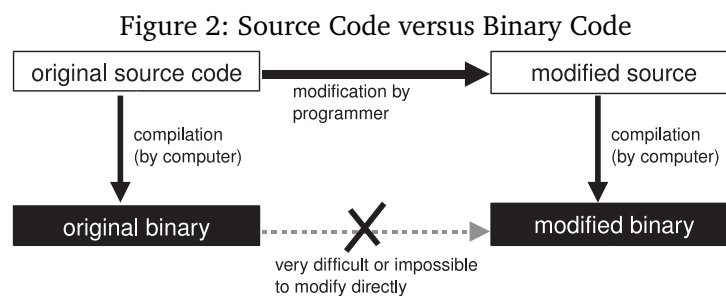 Figure 2: Source Code versus Binary Code
original source code
modification by
programmer
modified source
compilation
(by computer)
compilation
(by computer)
original binary
modified binary
very difficult or impossible
to modify directly